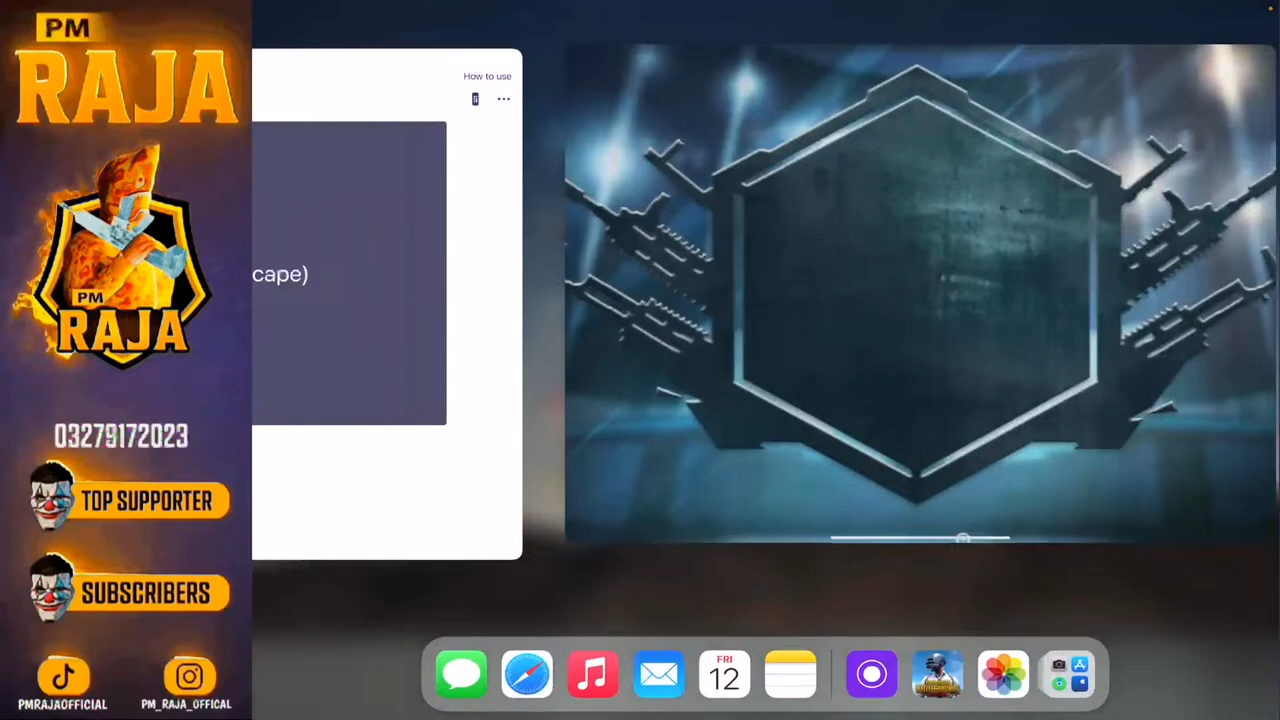 PM
RAJA
PM
RAJA
03279172023
TOP SUPPORTER
SUBSCRIBERS
PMRAJAOFFICIAL
PM_RAJA_OFFICAL
How to use
cape)
FRI
12